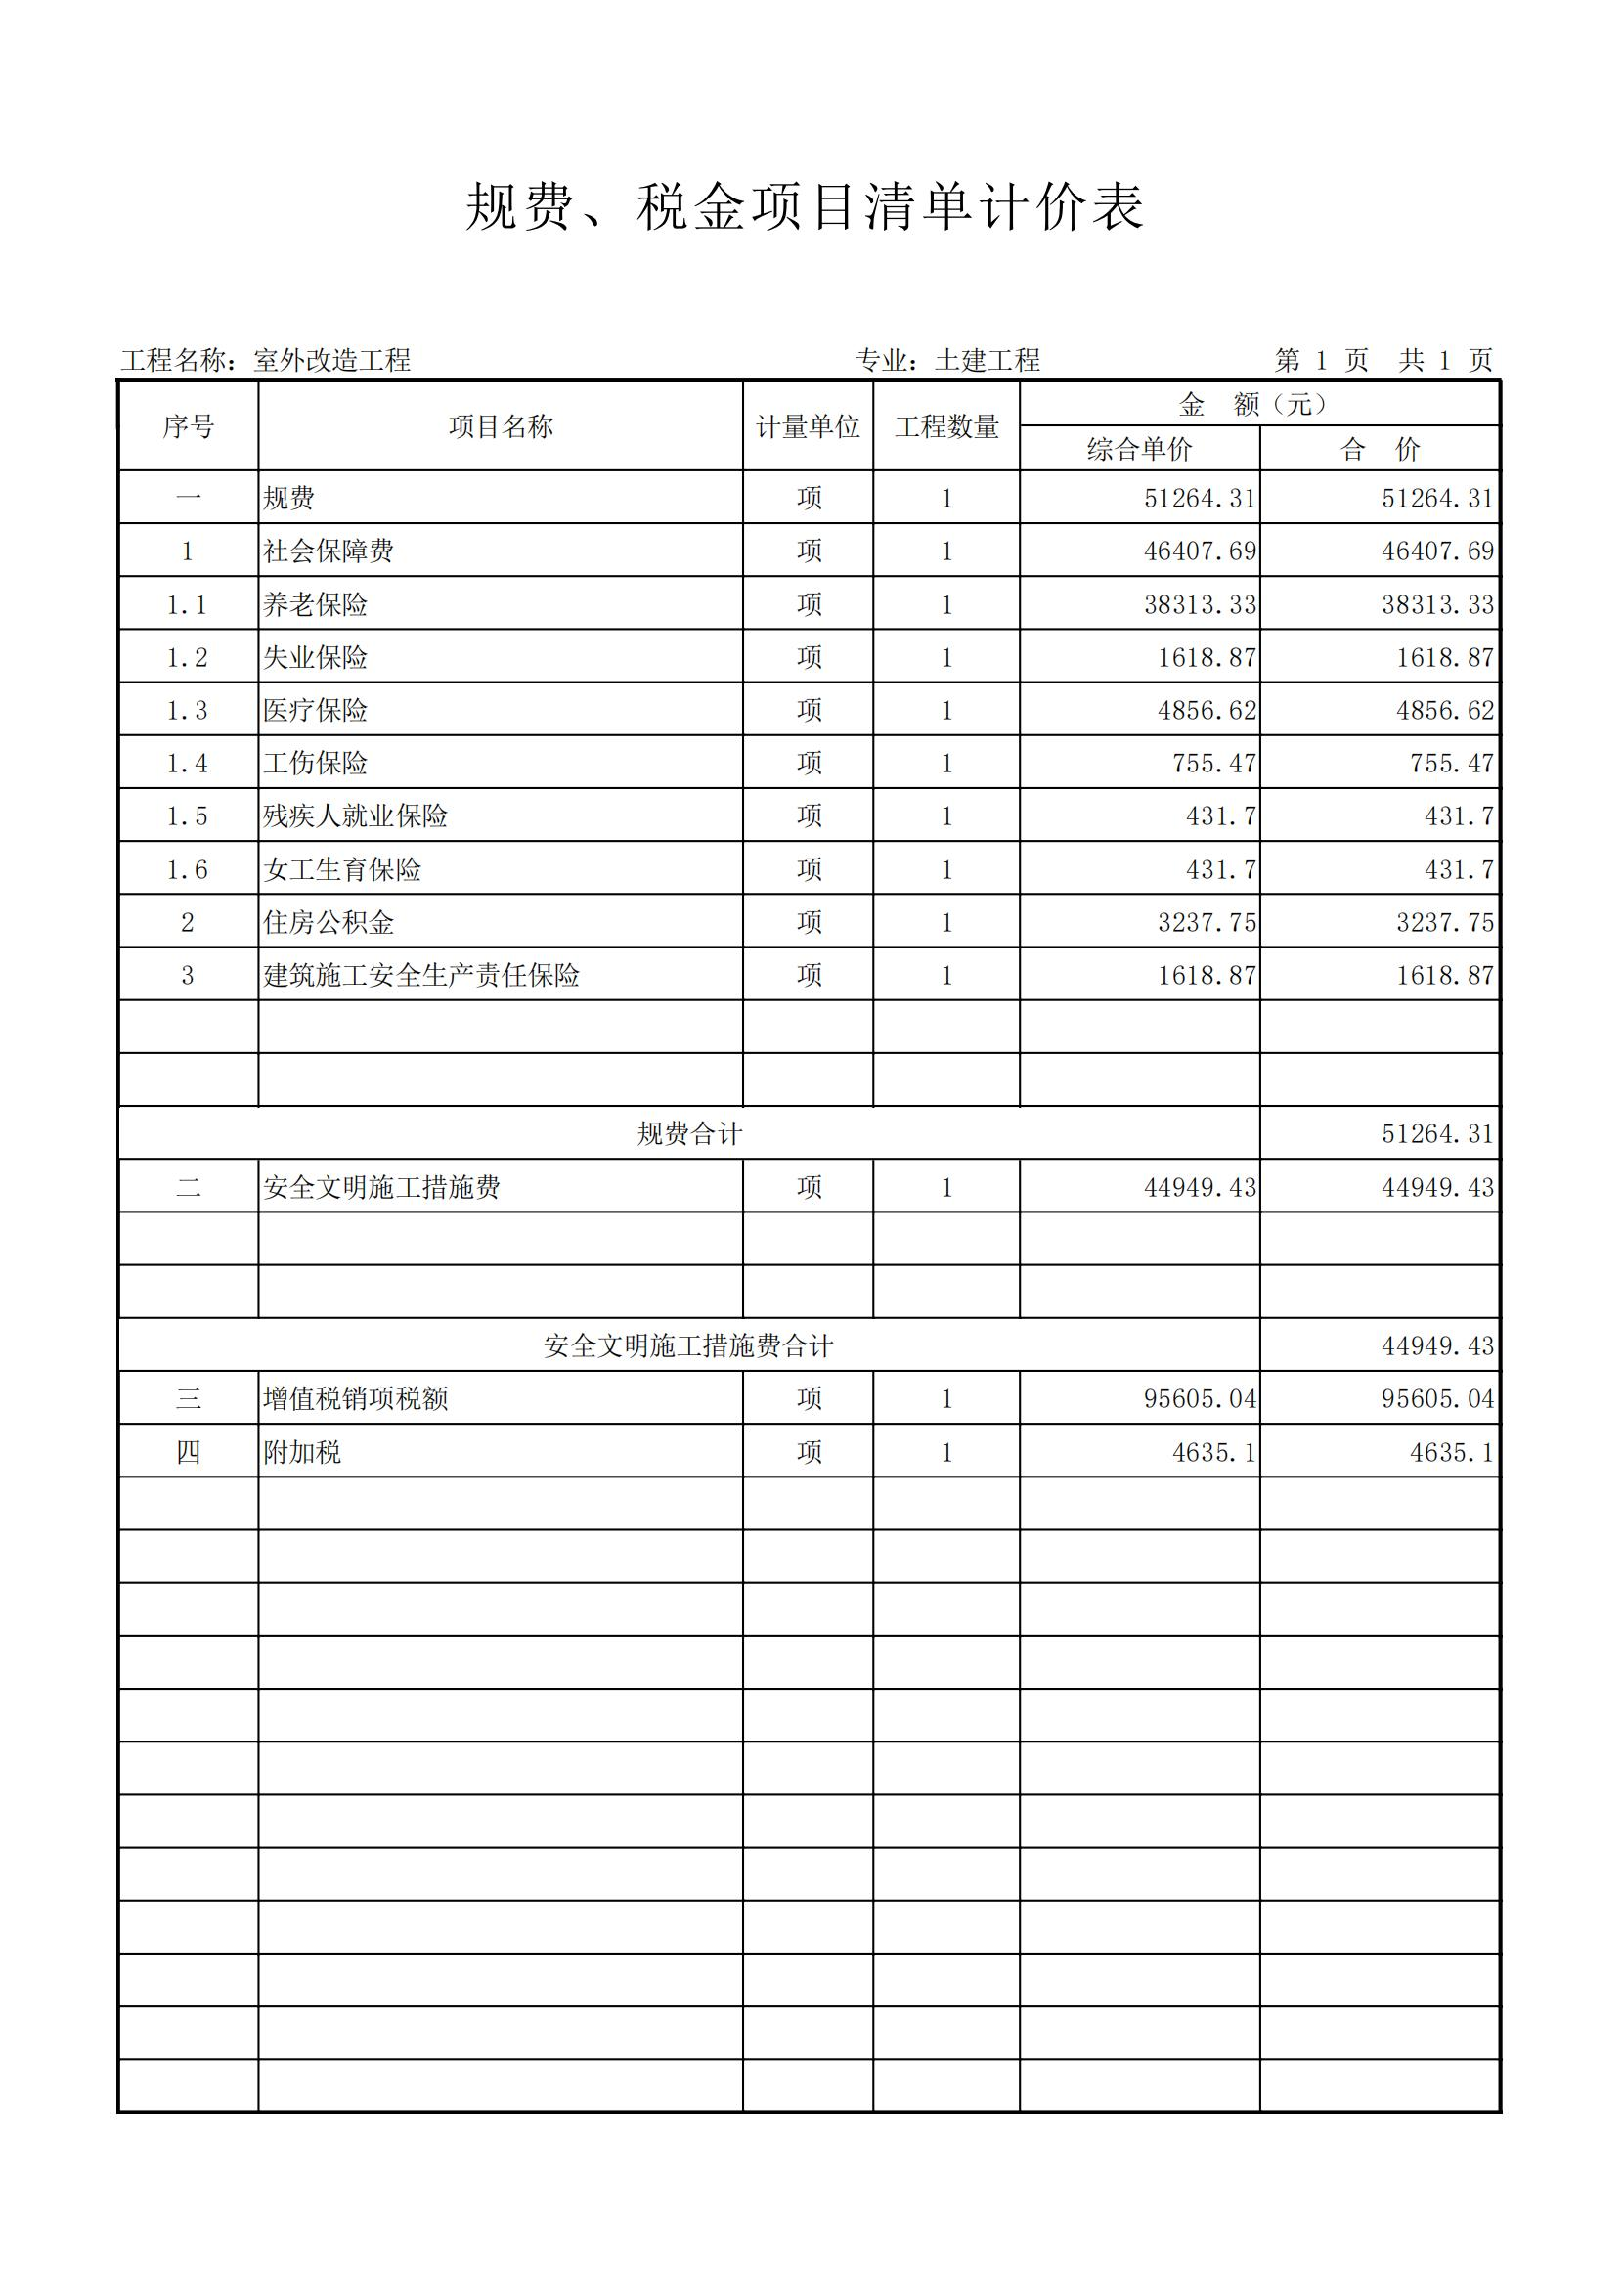 规费、税金项目清单计价表
工程名称：室外改造工程 专业：土建工程 第 1 页 共 1 页
序号 项目名称 计量单位 工程数量 金 额（元）
综合单价 合 价
一 规费 项 1 51264.31 51264.31
1 社会保障费 项 1 46407.69 46407.69
1.1 养老保险 项 1 38313.33 38313.33
1.2 失业保险 项 1 1618.87 1618.87
1.3 医疗保险 项 1 4856.62 4856.62
1.4 工伤保险 项 1 755.47 755.47
1.5 残疾人就业保险 项 1 431.7 431.7
1.6 女工生育保险 项 1 431.7 431.7
2 住房公积金 项 1 3237.75 3237.75
3 建筑施工安全生产责任保险 项 1 1618.87 1618.87
规费合计 51264.31
二 安全文明施工措施费 项 1 44949.43 44949.43
安全文明施工措施费合计 44949.43
三 增值税销项税额 项 1 95605.04 95605.04
四 附加税 项 1 4635.1 4635.1